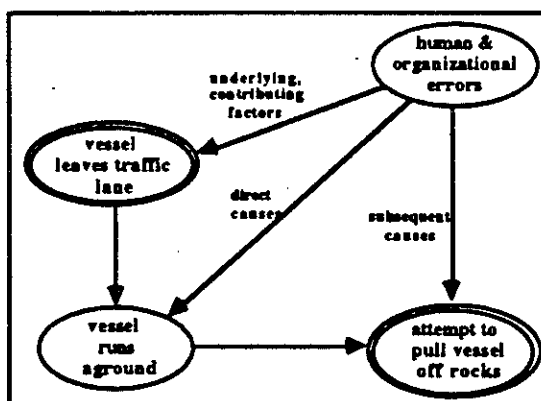 human &
organizational
errors
underlying,
contributing
factors
vessel
leaves traffic
lane
direct
causes
subsequent
causes
vessel
runs
aground
attempt to
pull vessel
off rocks